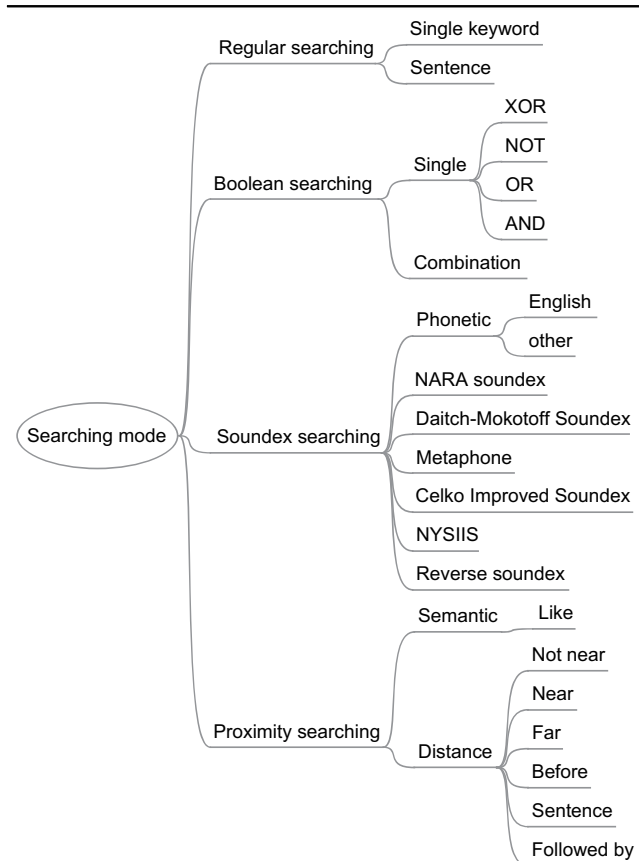 Searching mode
Regular searching
Single keyword
Sentence
Boolean searching
Single
XOR
NOT
OR
AND
Combination
Soundex searching
Phonetic
English
other
NARA soundex
Daitch-Mokotoff Soundex
Metaphone
Celko Improved Soundex
NYSIIS
Reverse soundex
Proximity searching
Semantic
Like
Distance
Not near
Near
Far
Before
Sentence
Followed by